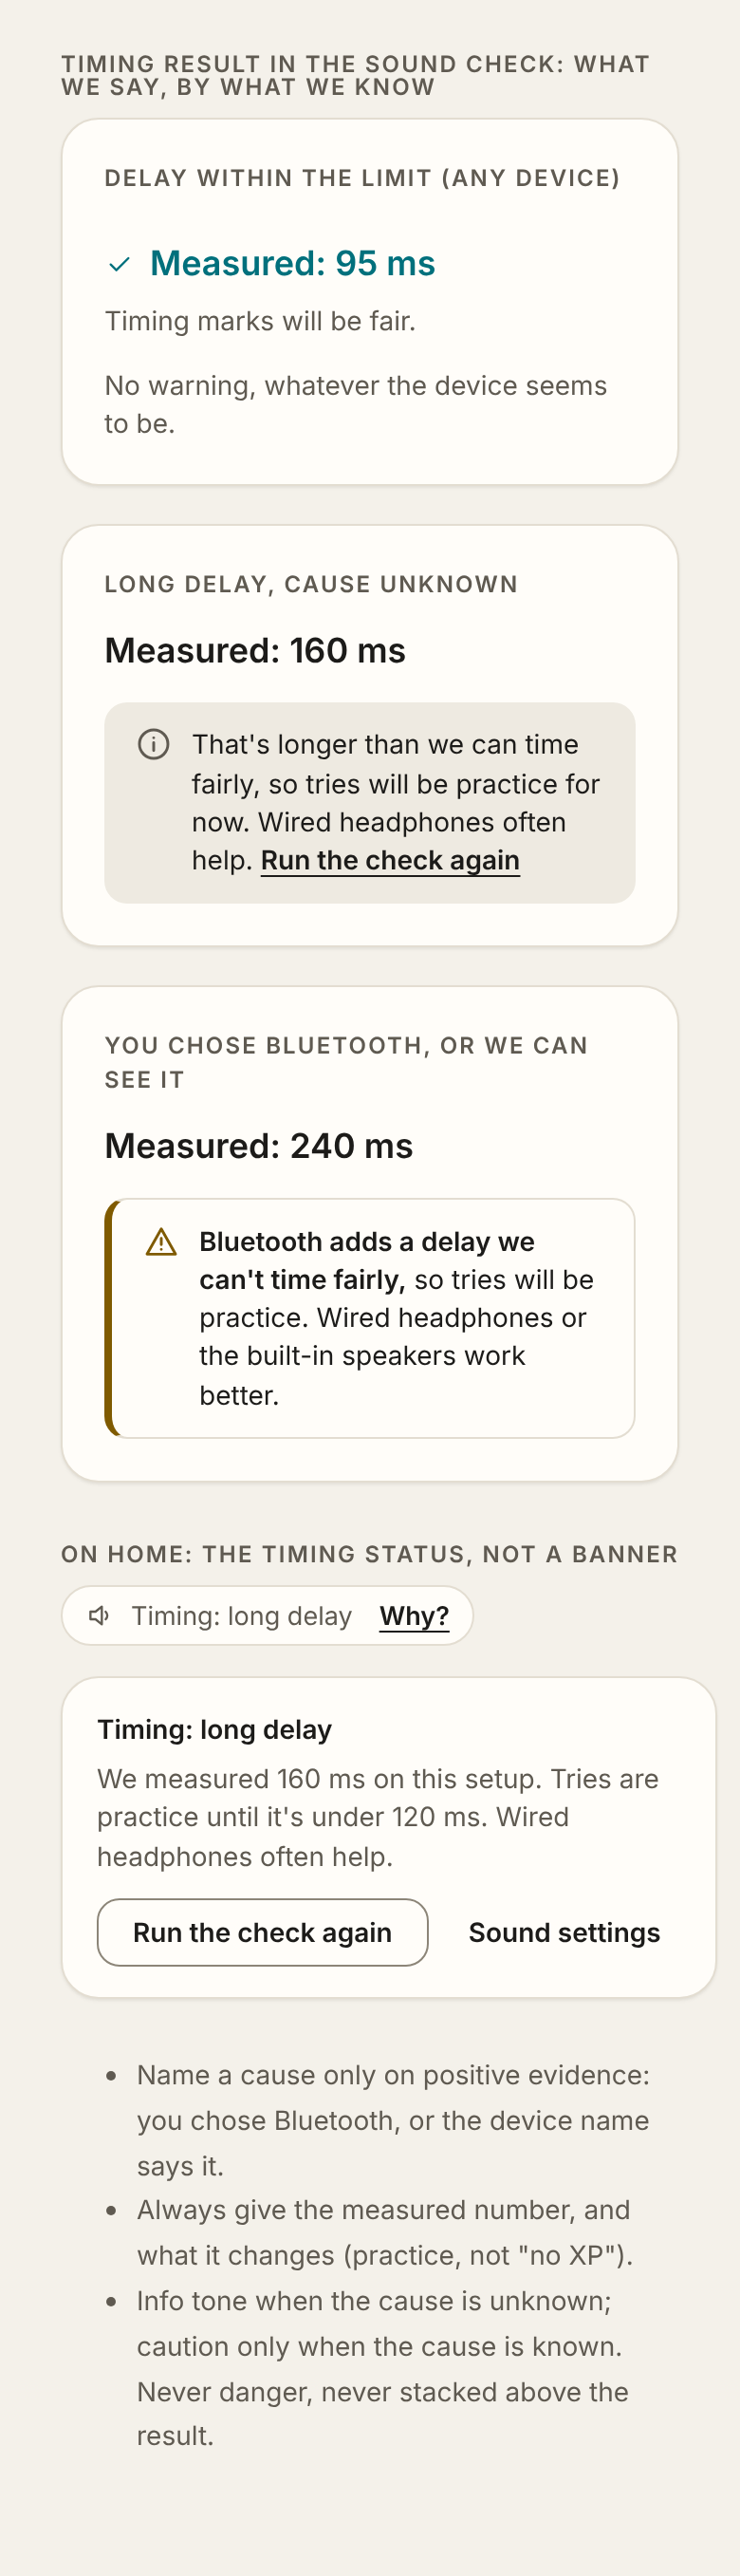 TIMING RESULT IN THE SOUND CHECK: WHAT
WE SAY, BY WHAT WE KNOW
DELAY WITHIN THE LIMIT (ANY DEVICE)
Measured: 95 ms
Timing marks will be fair.
No warning, whatever the device seems
to be.
LONG DELAY, CAUSE UNKNOWN
Measured: 160 ms
That's longer than we can time
fairly, so tries will be practice for
now. Wired headphones often
help. Run the check again
YOU CHOSE BLUETOOTH, OR WE CAN
SEE IT
Measured: 240 ms
Bluetooth adds a delay we
can't time fairly, so tries will be
practice. Wired headphones or
the built-in speakers work
better.
ON HOME: THE TIMING STATUS, NOT A BANNER
Timing: long delay Why?
Timing: long delay
We measured 160 ms on this setup. Tries are
practice until it's under 120 ms. Wired
headphones often help.
Run the check again Sound settings
• Name a cause only on positive evidence:
you chose Bluetooth, or the device name
says it.
• Always give the measured number, and
what it changes (practice, not "no XP").
• Info tone when the cause is unknown;
caution only when the cause is known.
Never danger, never stacked above the
result.